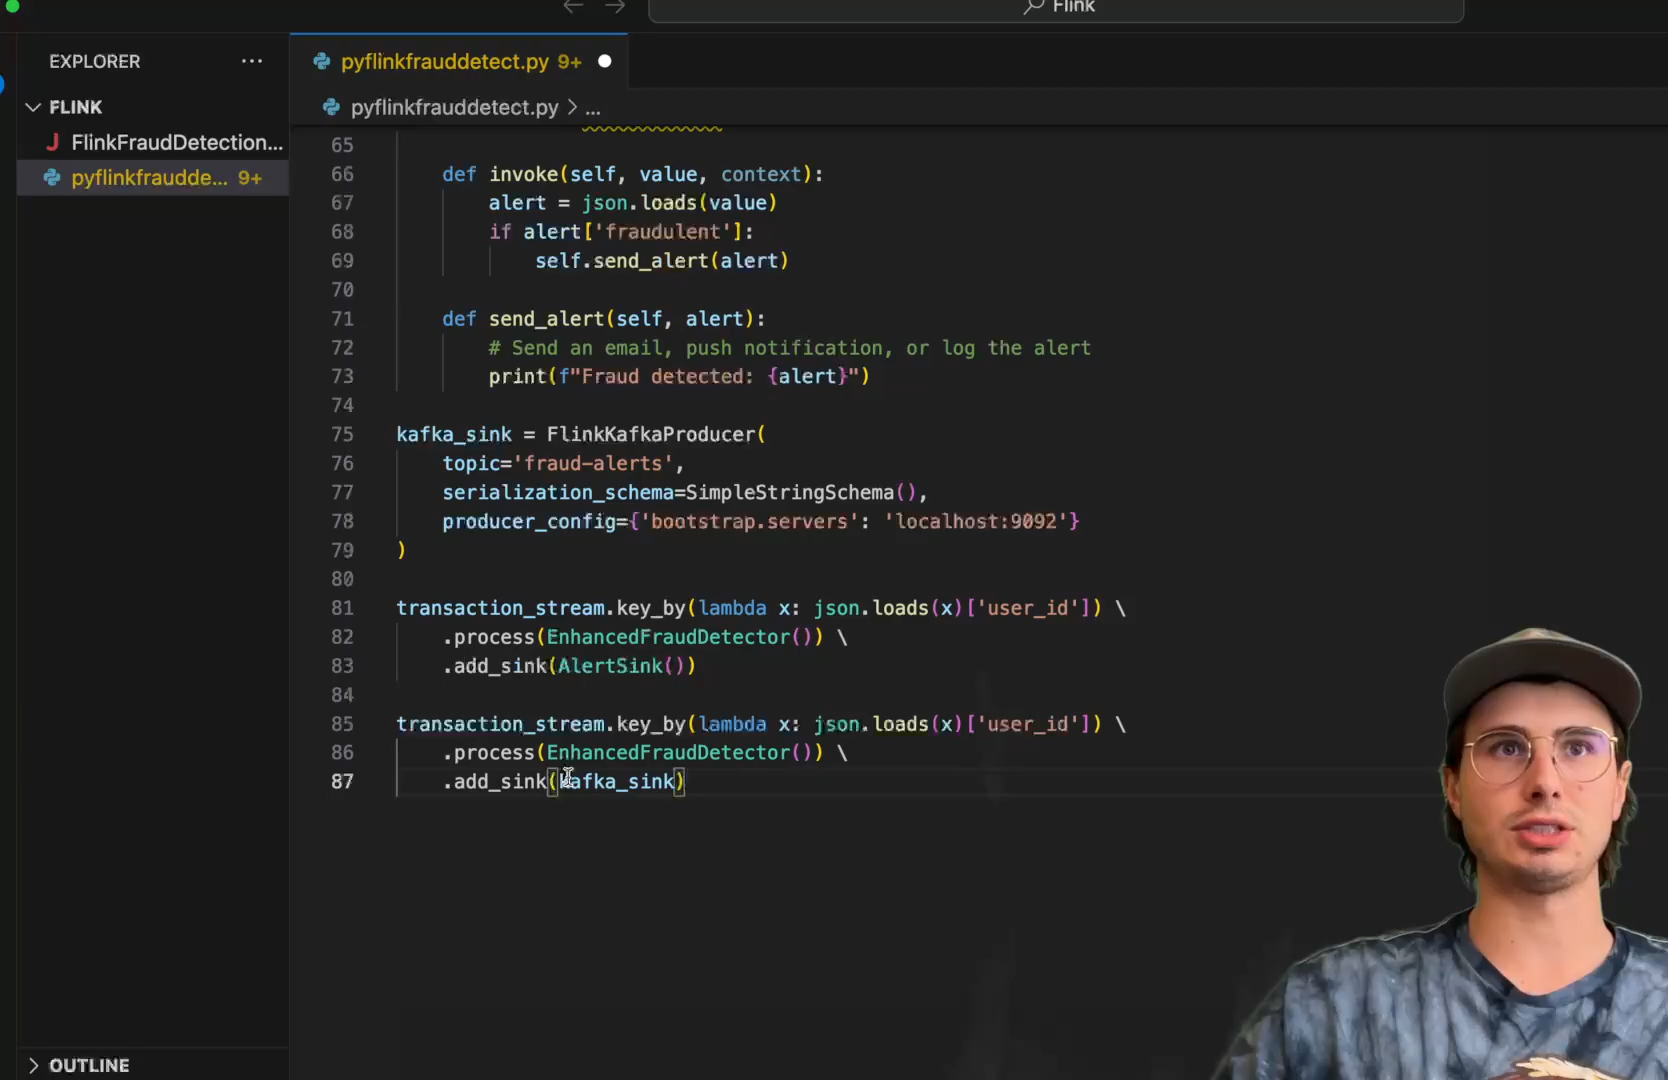 Flink
EXPLORER ...
pyflinkfrauddetect.py 9+
FLINK
pyflinkfrauddetect.py > ...
J FlinkFraudDetection...
pyflinkfraudde... 9+
65
66 def invoke(self, value, context):
67 alert = json.loads(value)
68 if alert['fraudulent']:
69 self.send_alert(alert)
70
71 def send_alert(self, alert):
72 # Send an email, push notification, or log the alert
73 print(f"Fraud detected: {alert}")
74
75 kafka_sink = FlinkKafkaProducer(
76 topic='fraud-alerts',
77 serialization_schema=SimpleStringSchema(),
78 producer_config={'bootstrap.servers': 'localhost:9092'}
79 )
80
81 transaction_stream.key_by(lambda x: json.loads(x)['user_id']) \
82 .process(EnhancedFraudDetector()) \
83 .add_sink(AlertSink())
84
85 transaction_stream.key_by(lambda x: json.loads(x)['user_id']) \
86 .process(EnhancedFraudDetector()) \
87 .add_sink(kafka_sink)
OUTLINE